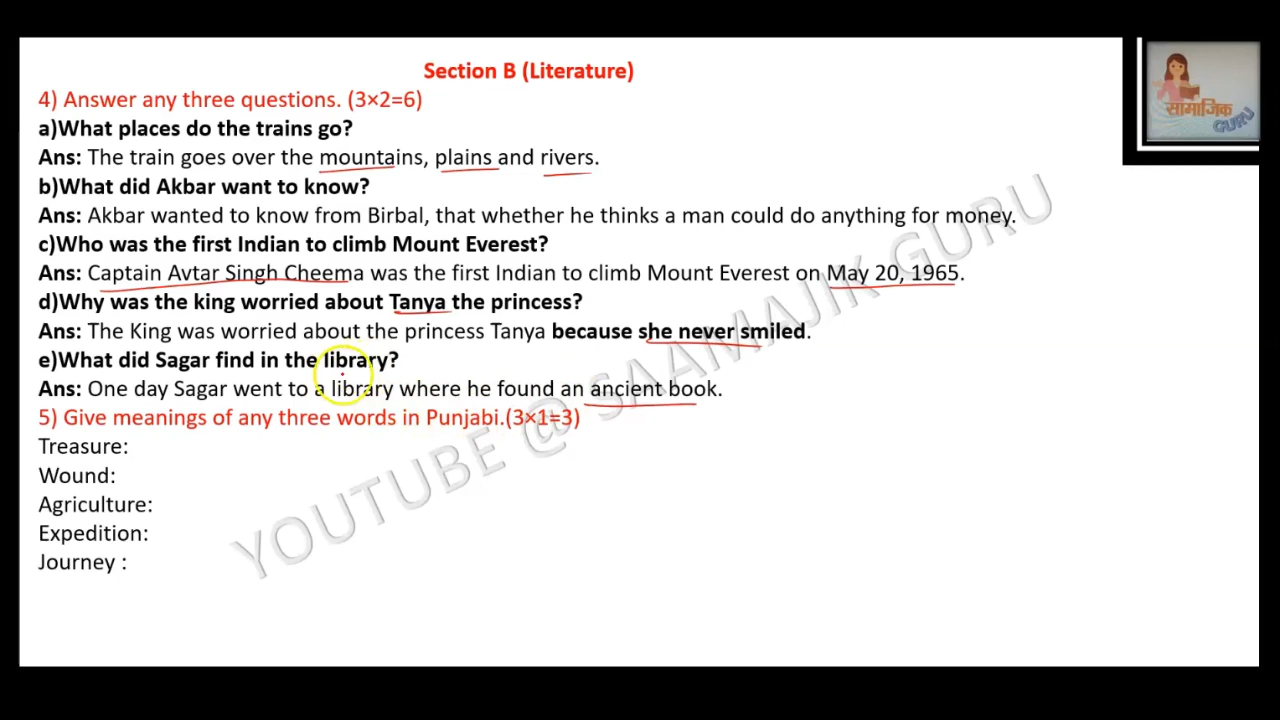 सामाजिक
GURU
Section B (Literature)
4) Answer any three questions. (3×2=6)
a)What places do the trains go?
Ans: The train goes over the mountains, plains and rivers.
b)What did Akbar want to know?
Ans: Akbar wanted to know from Birbal, that whether he thinks a man could do anything for money.
c)Who was the first Indian to climb Mount Everest?
Ans: Captain Avtar Singh Cheema was the first Indian to climb Mount Everest on May 20, 1965.
d)Why was the king worried about Tanya the princess?
Ans: The King was worried about the princess Tanya because she never smiled.
e)What did Sagar find in the library?
Ans: One day Sagar went to a library where he found an ancient book.
5) Give meanings of any three words in Punjabi.(3×1=3)
Treasure:
Wound:
Agriculture:
Expedition:
Journey :
YOUTUBE @ SAAMAJIK GURU